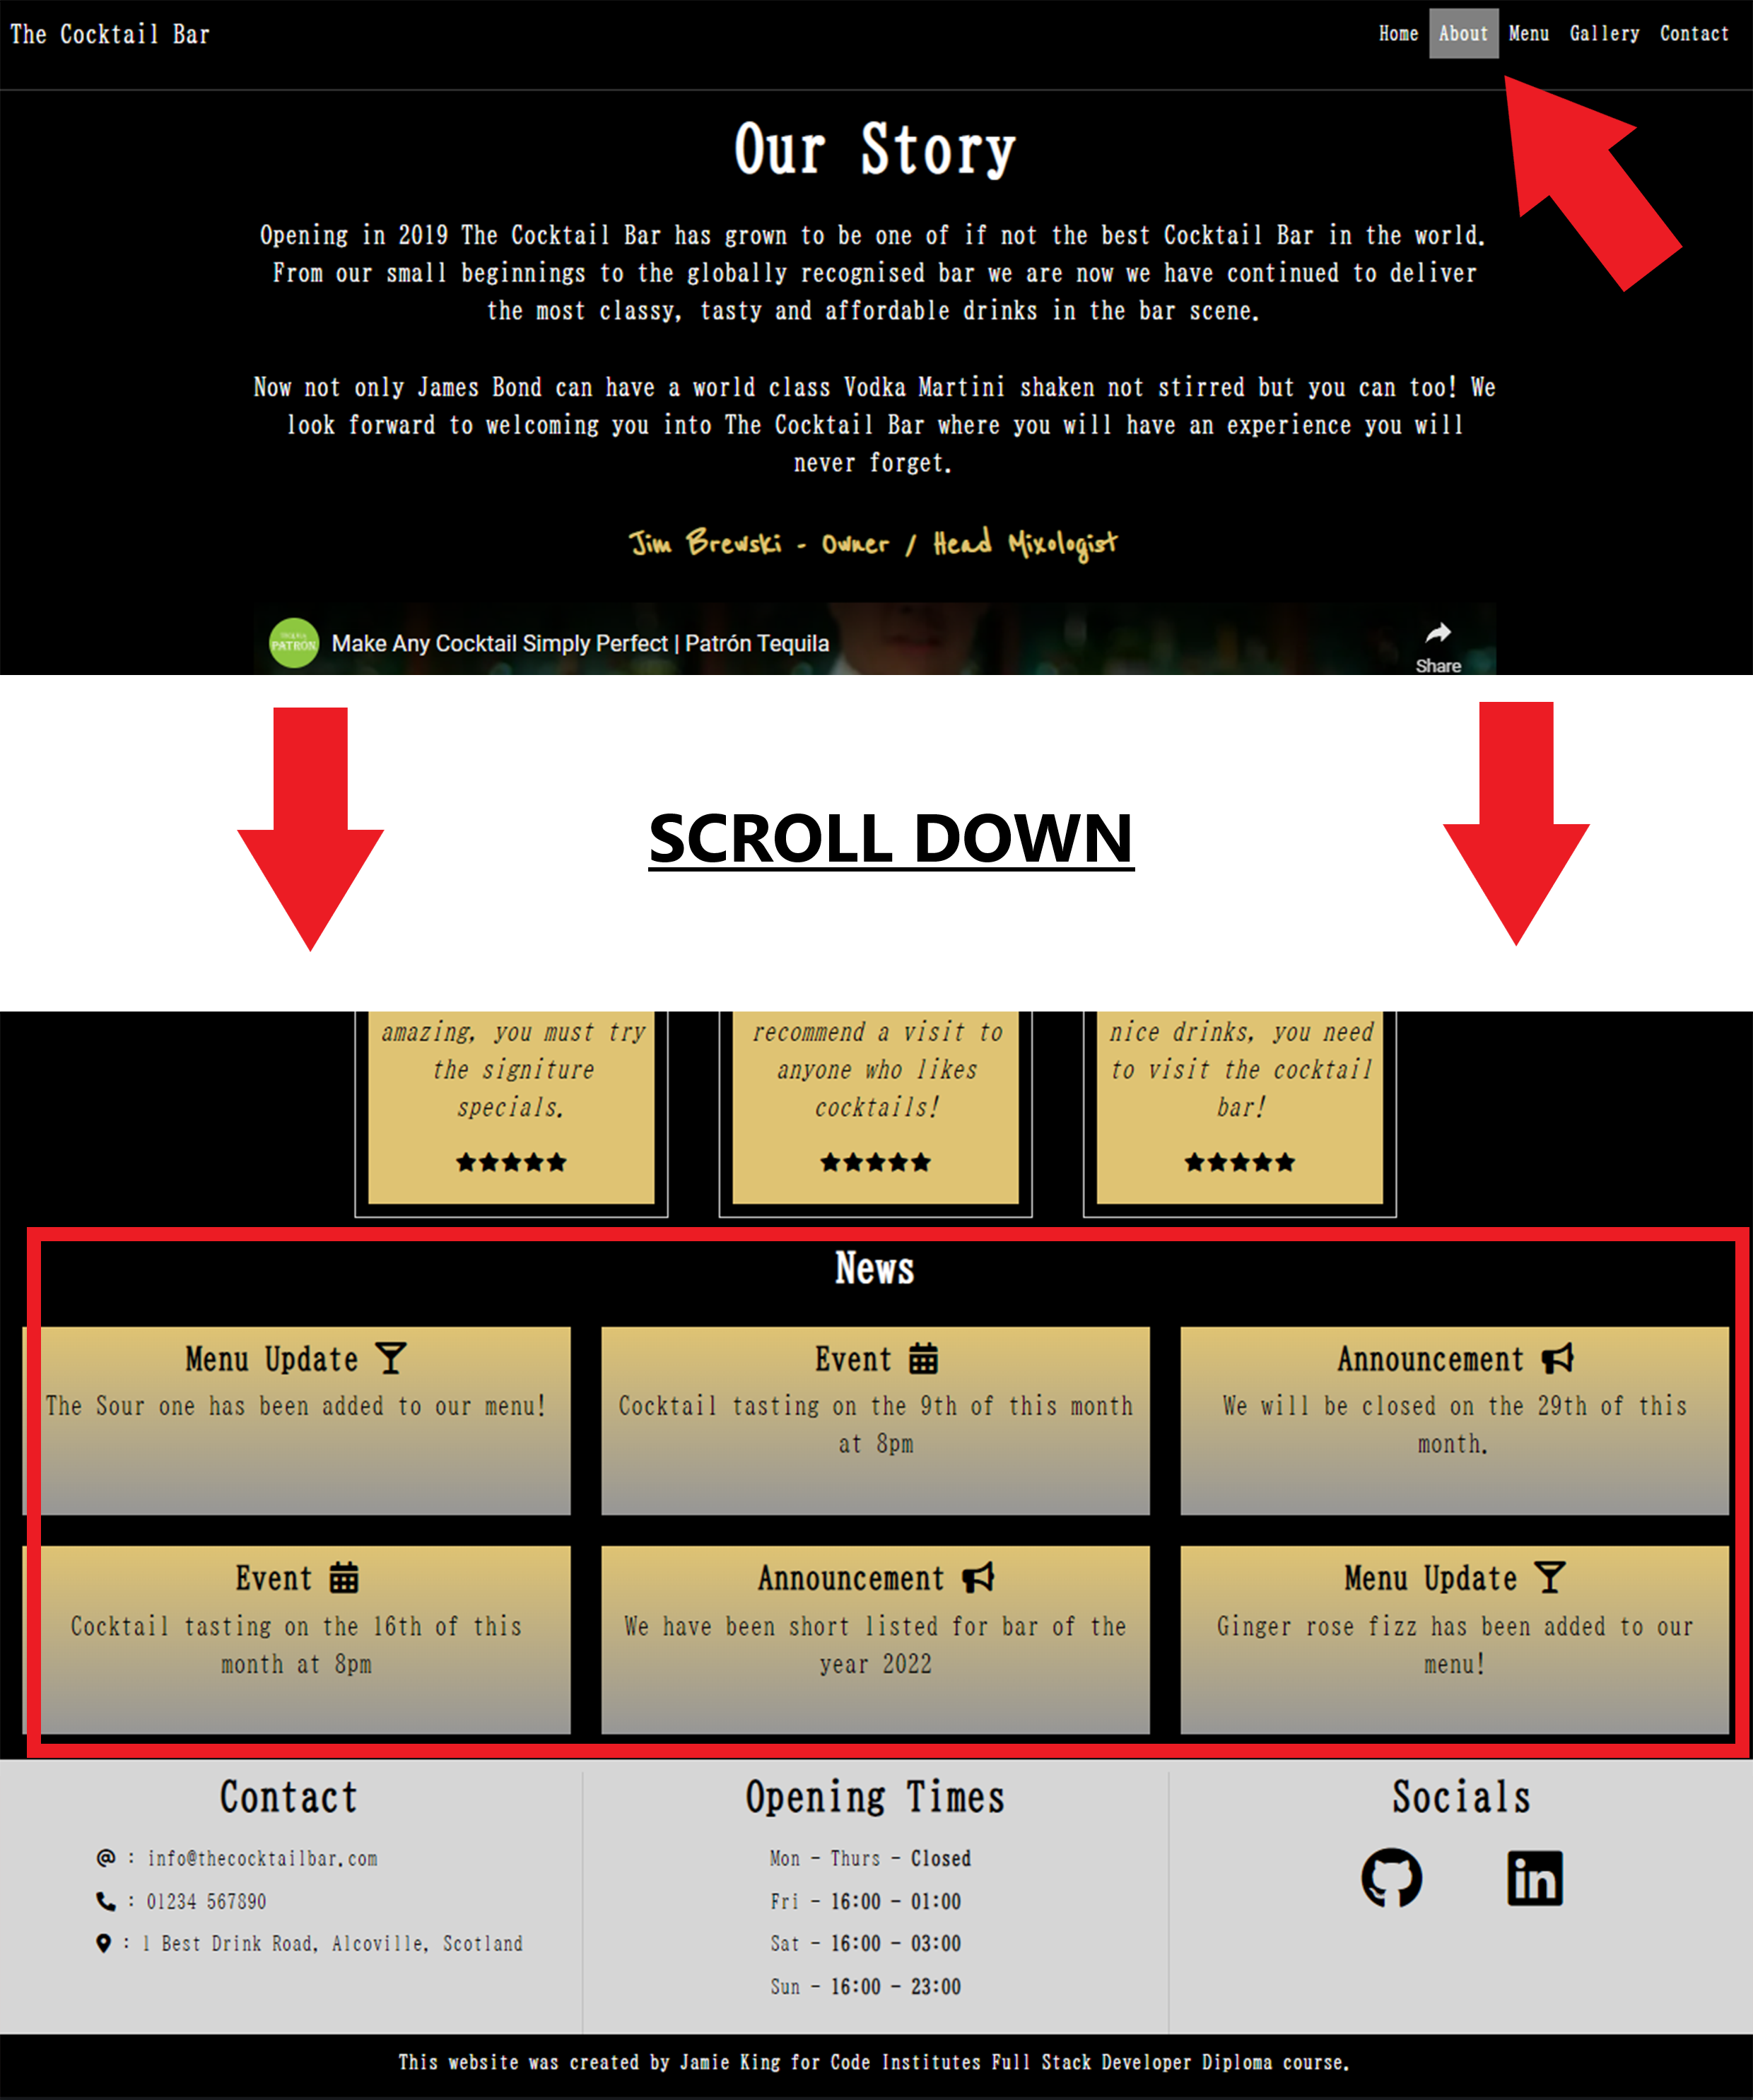 The Cocktail Bar
Home About Menu Gallery Contact
Our Story
Opening in 2019 The Cocktail Bar has grown to be one of if not the best Cocktail Bar in the world.
From our small beginnings to the globally recognised bar we are now we have continued to deliver
the most classy, tasty and affordable drinks in the bar scene.
Now not only James Bond can have a world class Vodka Martini shaken not stirred but you can too! We
look forward to welcoming you into The Cocktail Bar where you will have an experience you will
never forget.
Jim Brewski - Owner / Head Mixologist
TEQUILA
PATRÓN
Make Any Cocktail Simply Perfect | Patrón Tequila
Share
SCROLL DOWN
amazing, you must try
the signiture
specials.
recommend a visit to
anyone who likes
cocktails!
nice drinks, you need
to visit the cocktail
bar!
News
Menu Update
The Sour one has been added to our menu!
Event
Cocktail tasting on the 9th of this month
at 8pm
Announcement
We will be closed on the 29th of this
month.
Event
Cocktail tasting on the 16th of this
month at 8pm
Announcement
We have been short listed for bar of the
year 2022
Menu Update
Ginger rose fizz has been added to our
menu!
Contact
@ : info@thecocktailbar.com
: 01234 567890
: 1 Best Drink Road, Alcoville, Scotland
Opening Times
Mon - Thurs - Closed
Fri - 16:00 - 01:00
Sat - 16:00 - 03:00
Sun - 16:00 - 23:00
Socials
in
This website was created by Jamie King for Code Institutes Full Stack Developer Diploma course.